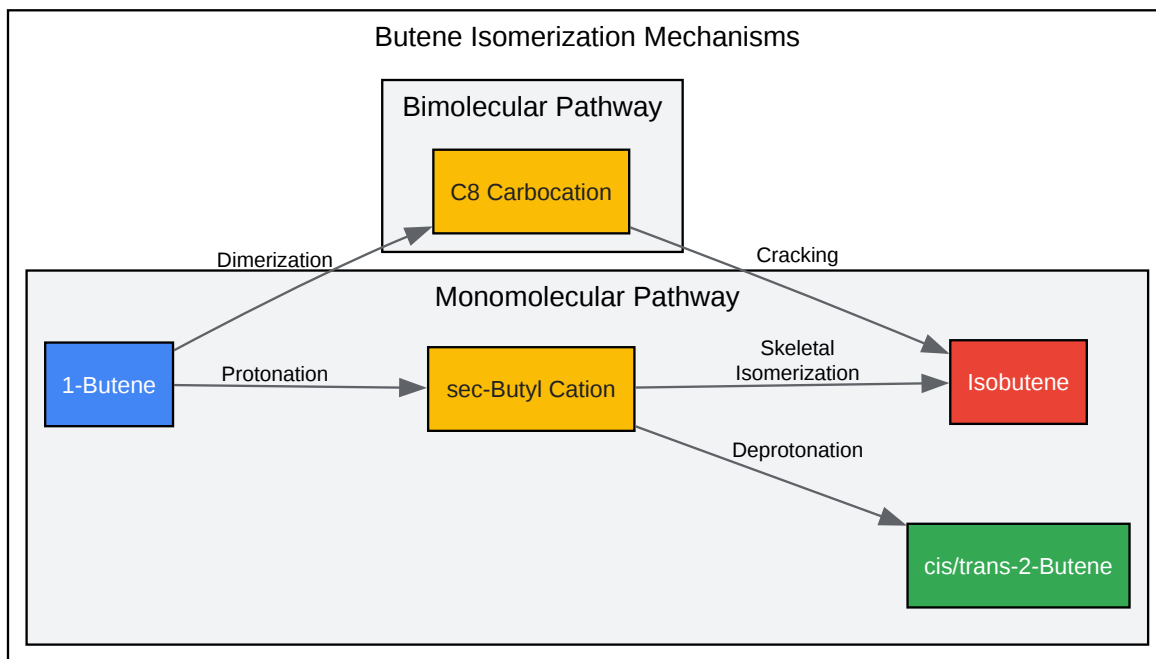 Butene Isomerization Mechanisms
Bimolecular Pathway
C8 Carbocation
Dimerization
Cracking
Monomolecular Pathway
1-Butene
Protonation
sec-Butyl Cation
Skeletal
Isomerization
Isobutene
Deprotonation
cis/trans-2-Butene